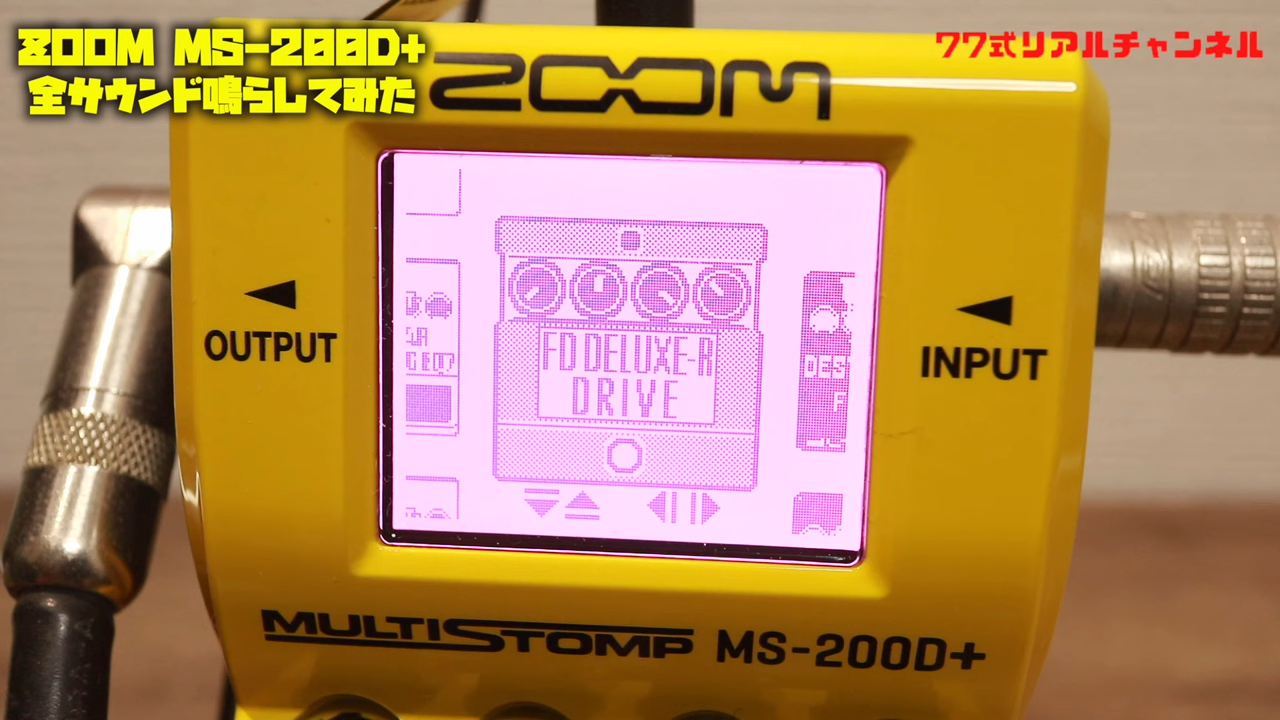 ZOOM MS-200D+
全サウンド鳴らしてみた
77式リアルチャンネル
ZOOM
OUTPUT
INPUT
FD DELUXE-R
DRIVE
MULTISTOMP MS-200D+